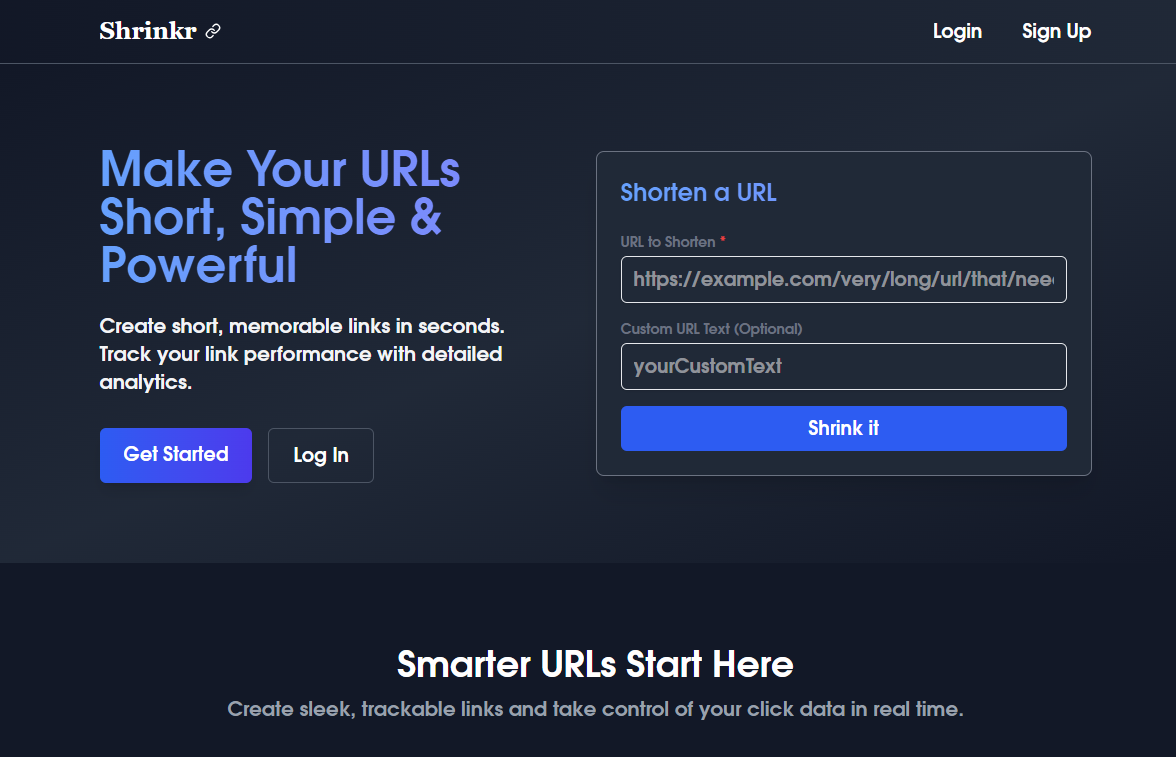 Shrinkr
Login
Sign Up
Make Your URLs
Short, Simple &
Powerful
Create short, memorable links in seconds.
Track your link performance with detailed
analytics.
Get Started
Log In
Shorten a URL
URL to Shorten *
https://example.com/very/long/url/that/nee
Custom URL Text (Optional)
yourCustomText
Shrink it
Smarter URLs Start Here
Create sleek, trackable links and take control of your click data in real time.